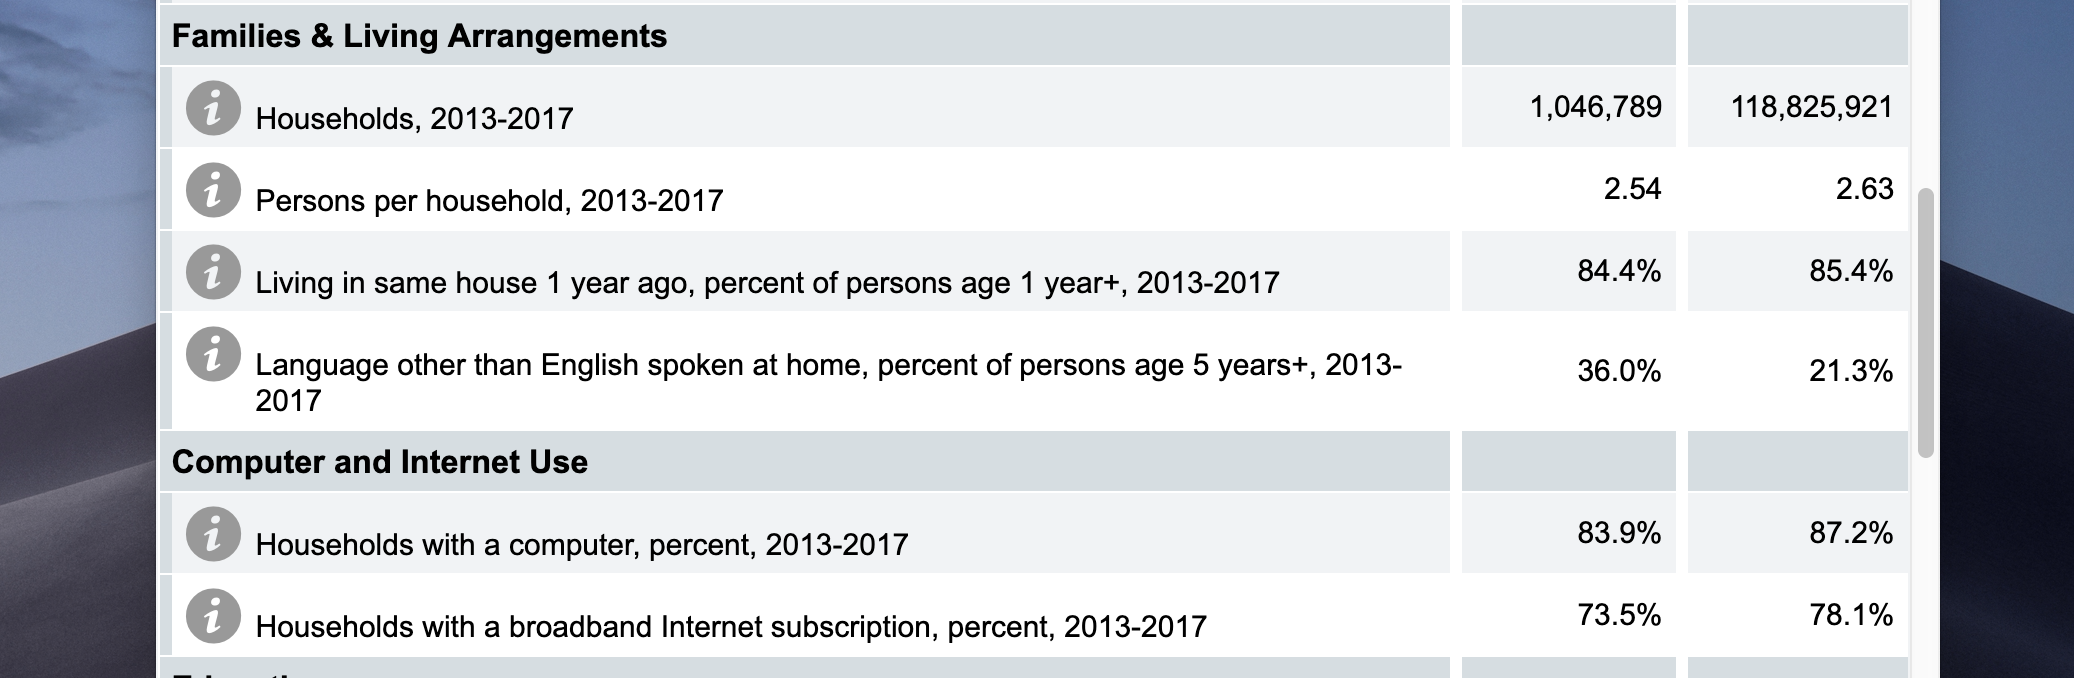 Families & Living Arrangements
Households, 2013-2017 1,046,789 118,825,921
Persons per household, 2013-2017 2.54 2.63
Living in same house 1 year ago, percent of persons age 1 year+, 2013-2017 84.4% 85.4%
Language other than English spoken at home, percent of persons age 5 years+, 2013- 36.0% 21.3%
2017
Computer and Internet Use
Households with a computer, percent, 2013-2017 83.9% 87.2%
Households with a broadband Internet subscription, percent, 2013-2017 73.5% 78.1%